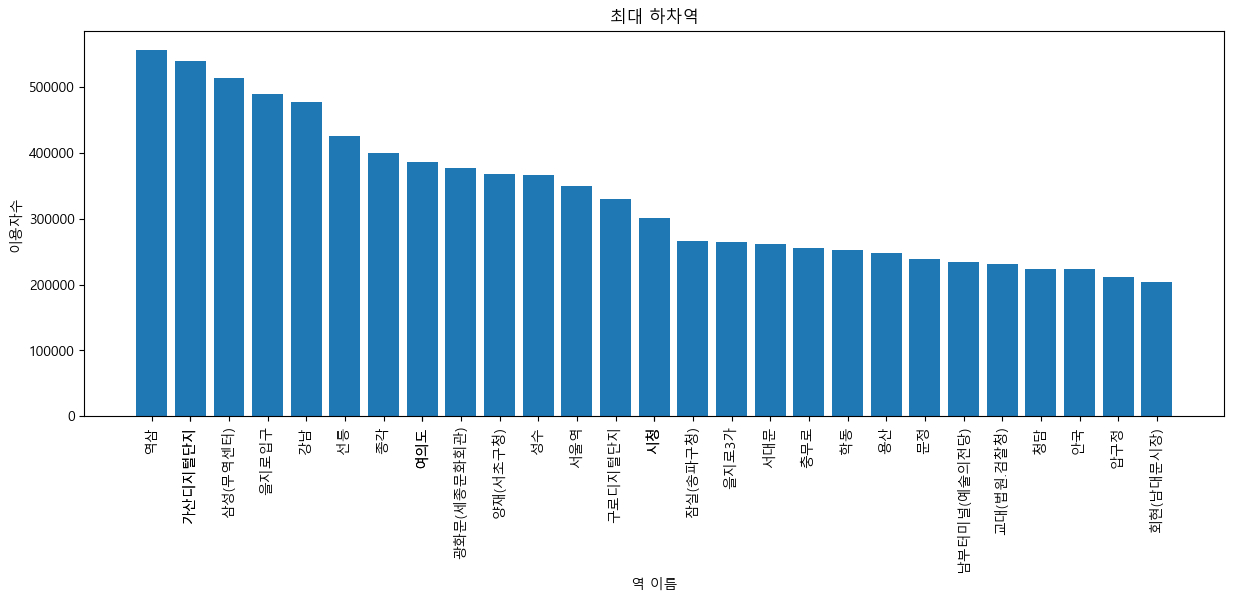 최대 하차역
이용자수
500000
400000
300000
200000
100000
0
역삼
가산디지털단지
삼성(무역센터)
을지로입구
강남
선릉
종각
여의도
광화문(세종문화회관)
양재(서초구청)
성수
서울역
구로디지털단지
시청
잠실(송파구청)
을지로3가
서대문
충무로
학동
용산
문정
남부터미널(예술의전당)
교대(법원.검찰청)
청담
안국
압구정
회현(남대문시장)
역 이름